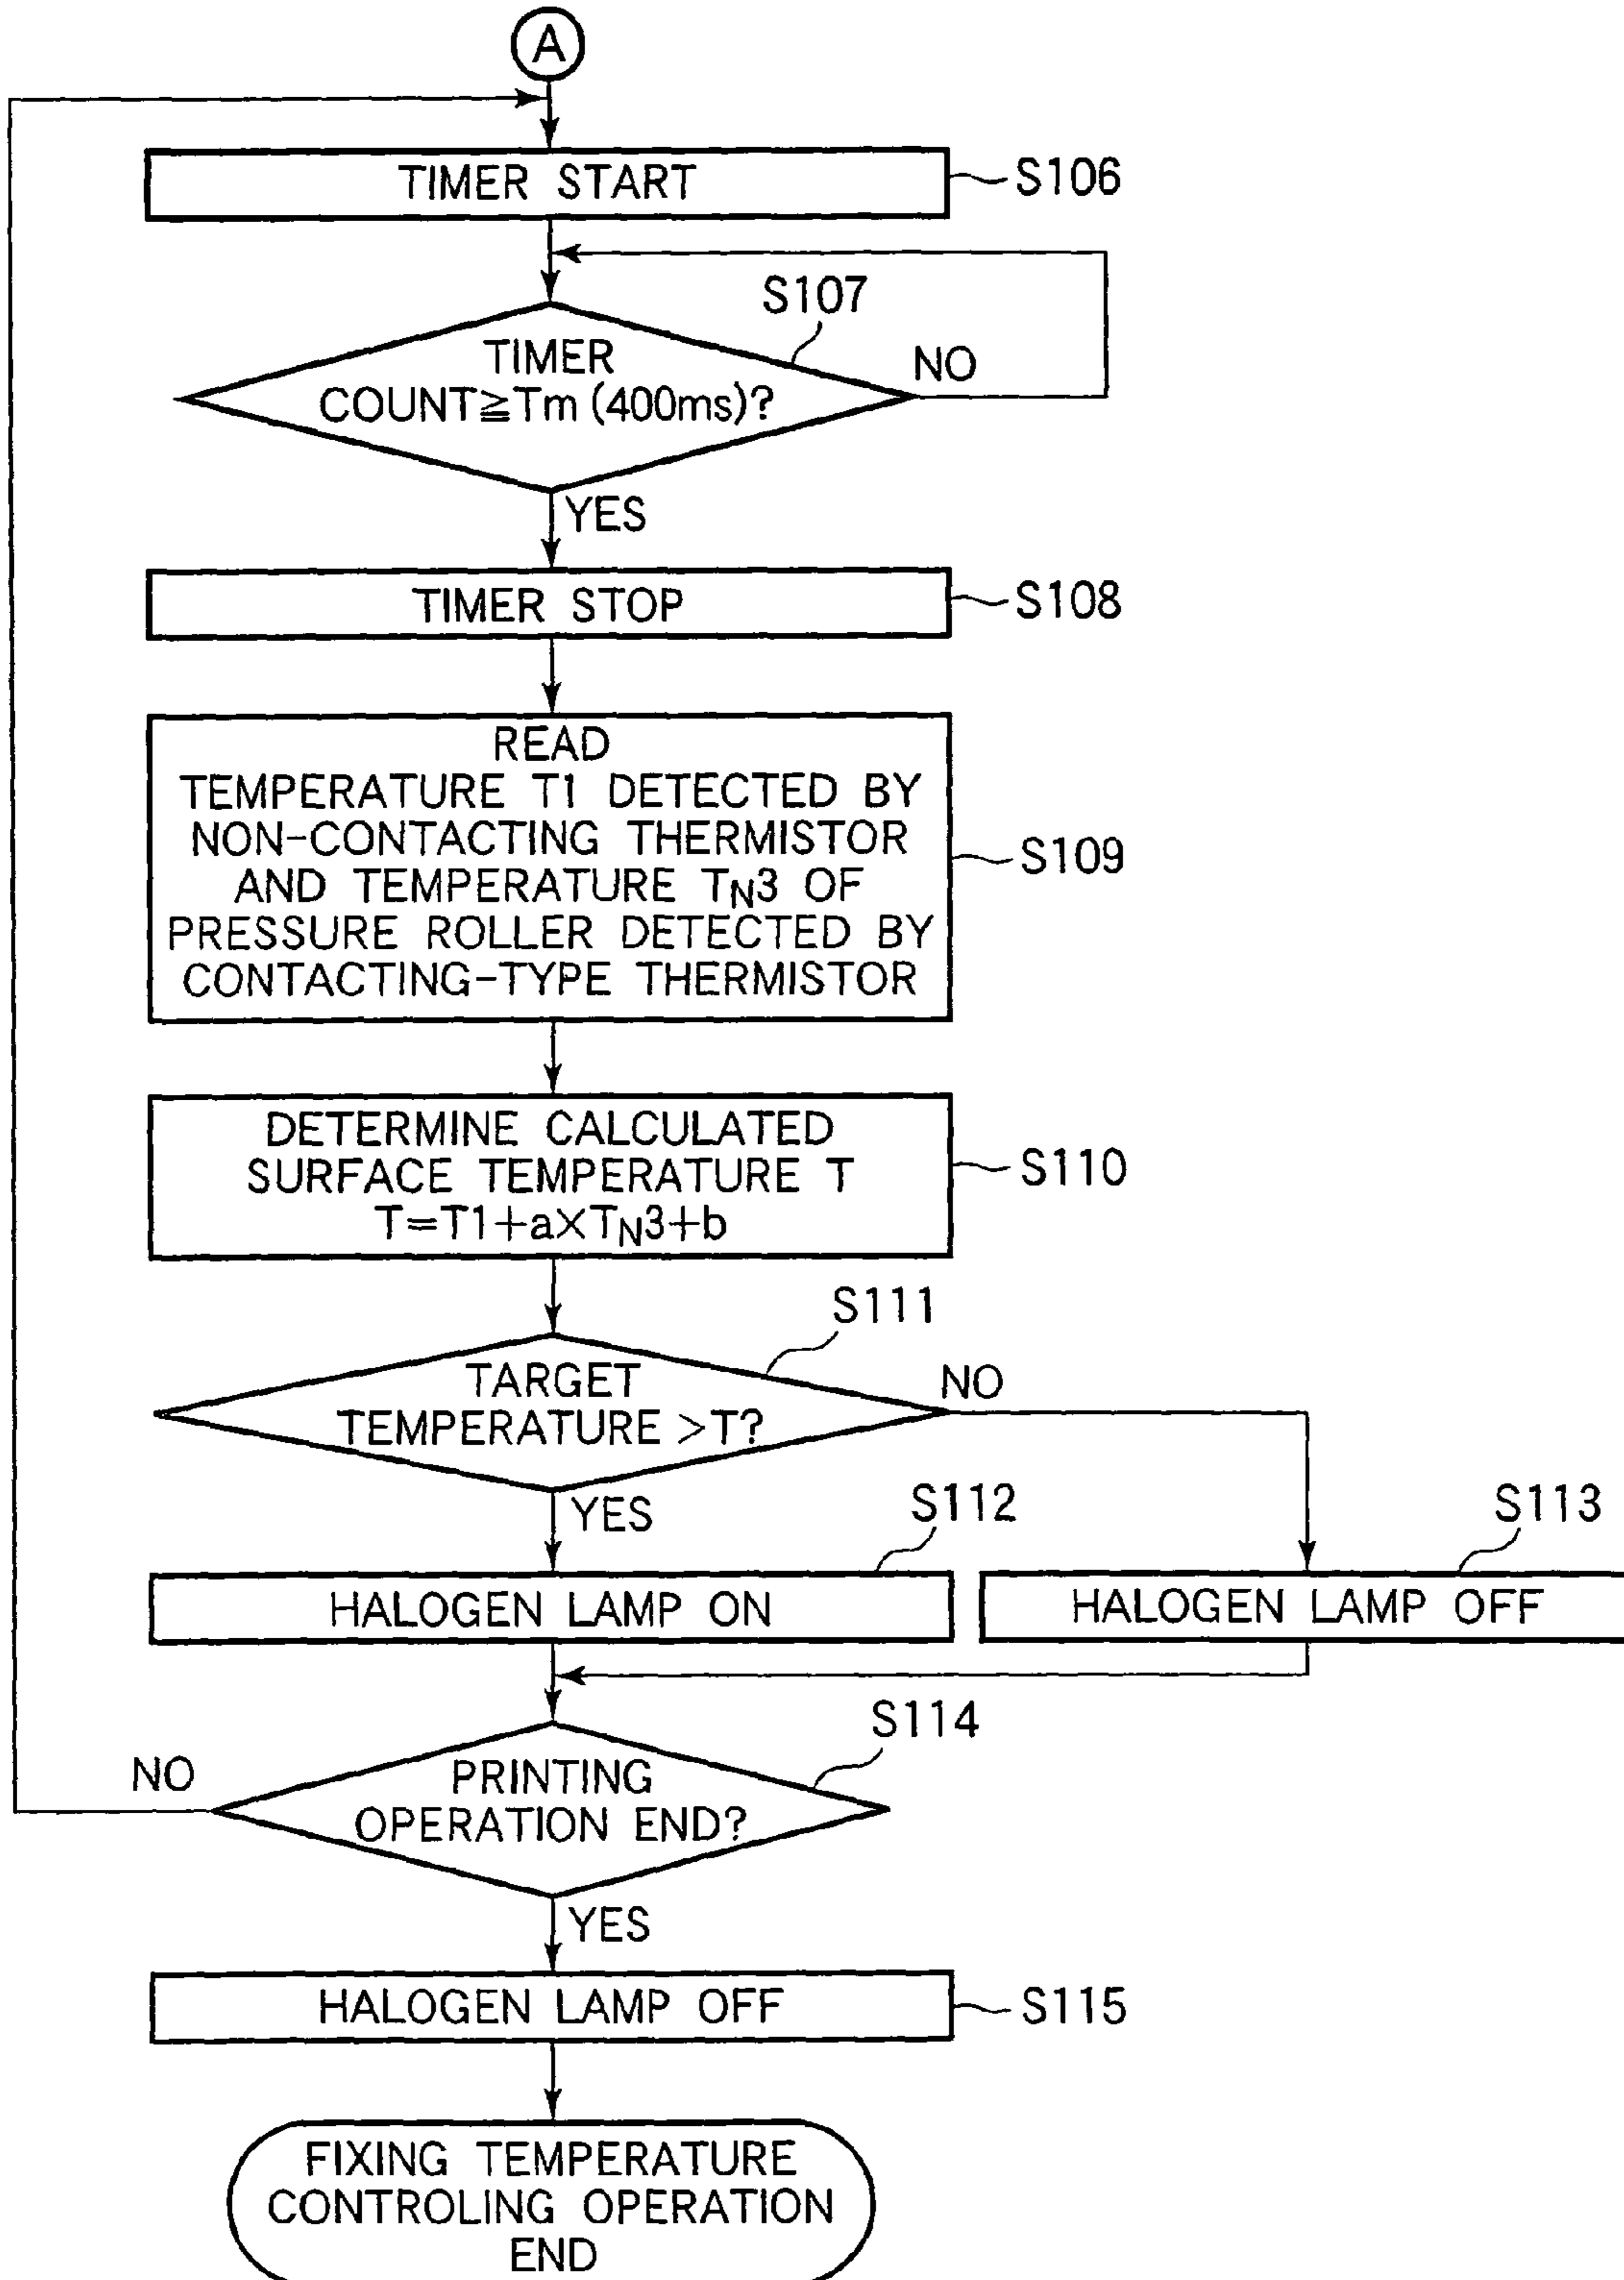 A
TIMER START
S106
S107
TIMER
COUNT≧Tm (400ms)?
NO
YES
TIMER STOP
S108
READ
TEMPERATURE T1 DETECTED BY
NON-CONTACTING THERMISTOR
AND TEMPERATURE TN3 OF
PRESSURE ROLLER DETECTED BY
CONTACTING-TYPE THERMISTOR
S109
DETERMINE CALCULATED
SURFACE TEMPERATURE T
T=T1+a×TN3+b
S110
S111
TARGET
TEMPERATURE >T?
NO
YES
S112
S113
HALOGEN LAMP ON
HALOGEN LAMP OFF
S114
NO
PRINTING
OPERATION END?
YES
HALOGEN LAMP OFF
S115
FIXING TEMPERATURE
CONTROLING OPERATION
END